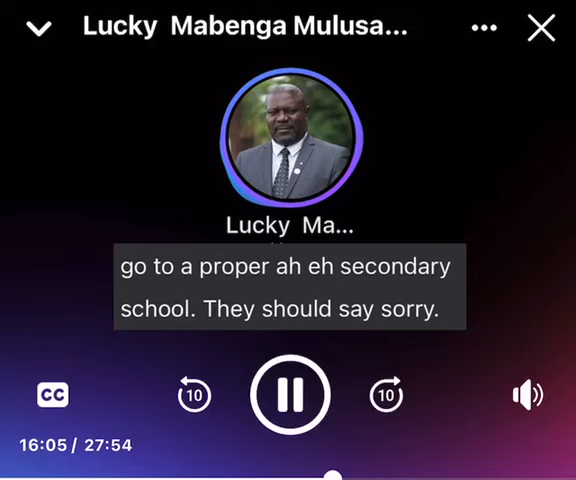 Lucky Mabenga Mulusa...
Lucky Ma...
go to a proper ah eh secondary
school. They should say sorry.
CC
10
10
16:05 / 27:54